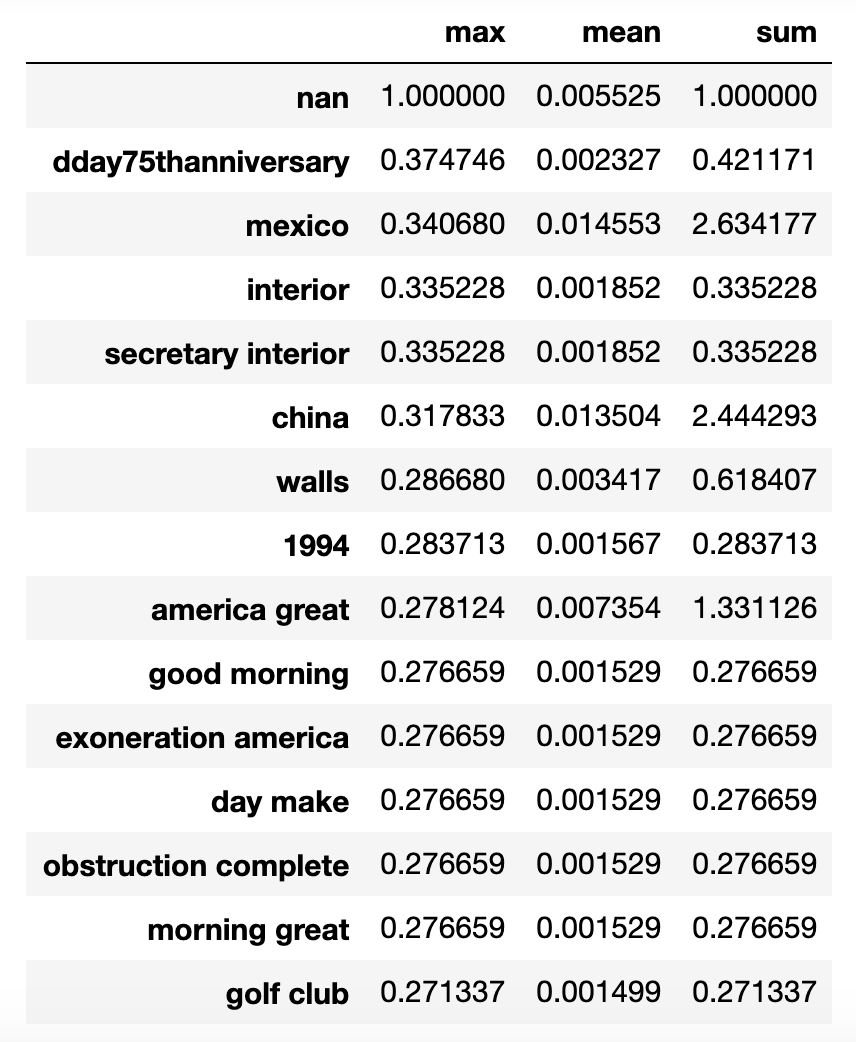 max mean sum
nan 1.000000 0.005525 1.000000
dday75thanniversary 0.374746 0.002327 0.421171
mexico 0.340680 0.014553 2.634177
interior 0.335228 0.001852 0.335228
secretary interior 0.335228 0.001852 0.335228
china 0.317833 0.013504 2.444293
walls 0.286680 0.003417 0.618407
1994 0.283713 0.001567 0.283713
america great 0.278124 0.007354 1.331126
good morning 0.276659 0.001529 0.276659
exoneration america 0.276659 0.001529 0.276659
day make 0.276659 0.001529 0.276659
obstruction complete 0.276659 0.001529 0.276659
morning great 0.276659 0.001529 0.276659
golf club 0.271337 0.001499 0.271337